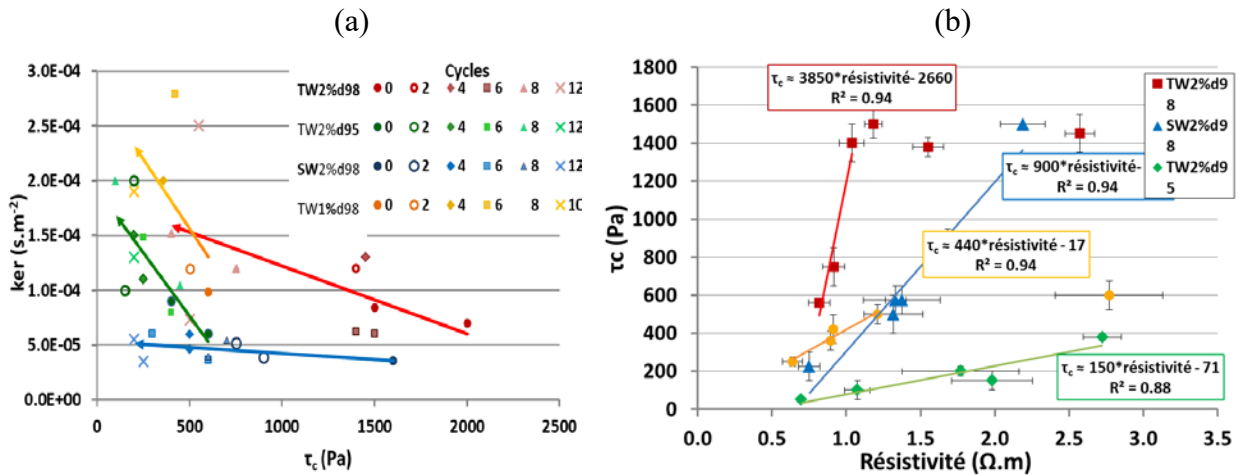 (a)
(b)
3.0E-04
2.5E-04
2.0E-04
1.5E-04
1.0E-04
5.0E-05
0.0E+00
ker (s.m⁻²)
0 500 1000 1500 2000
τc (Pa)
Cycles
TW2%d98 0 2 4 6 8 12
TW2%d95 0 2 4 6 8 12
SW2%d98 0 2 4 6 8 12
TW1%d98 0 2 4 6 8 10
1800
1600
1400
1200
1000
800
600
400
200
0
τc (Pa)
0.5 1.0 1.5 2.0 2.5 3.0 3.5
Résistivité (Ω.m)
τc ≈ 3850*résistivité- 2660
R² = 0.94
τc ≈ 900*résistivité-
R² = 0.94
τc ≈ 440*résistivité - 17
R² = 0.94
τc ≈ 150*résistivité - 71
R² = 0.88
TW2%d9
8
SW2%d9
8
TW2%d9
5